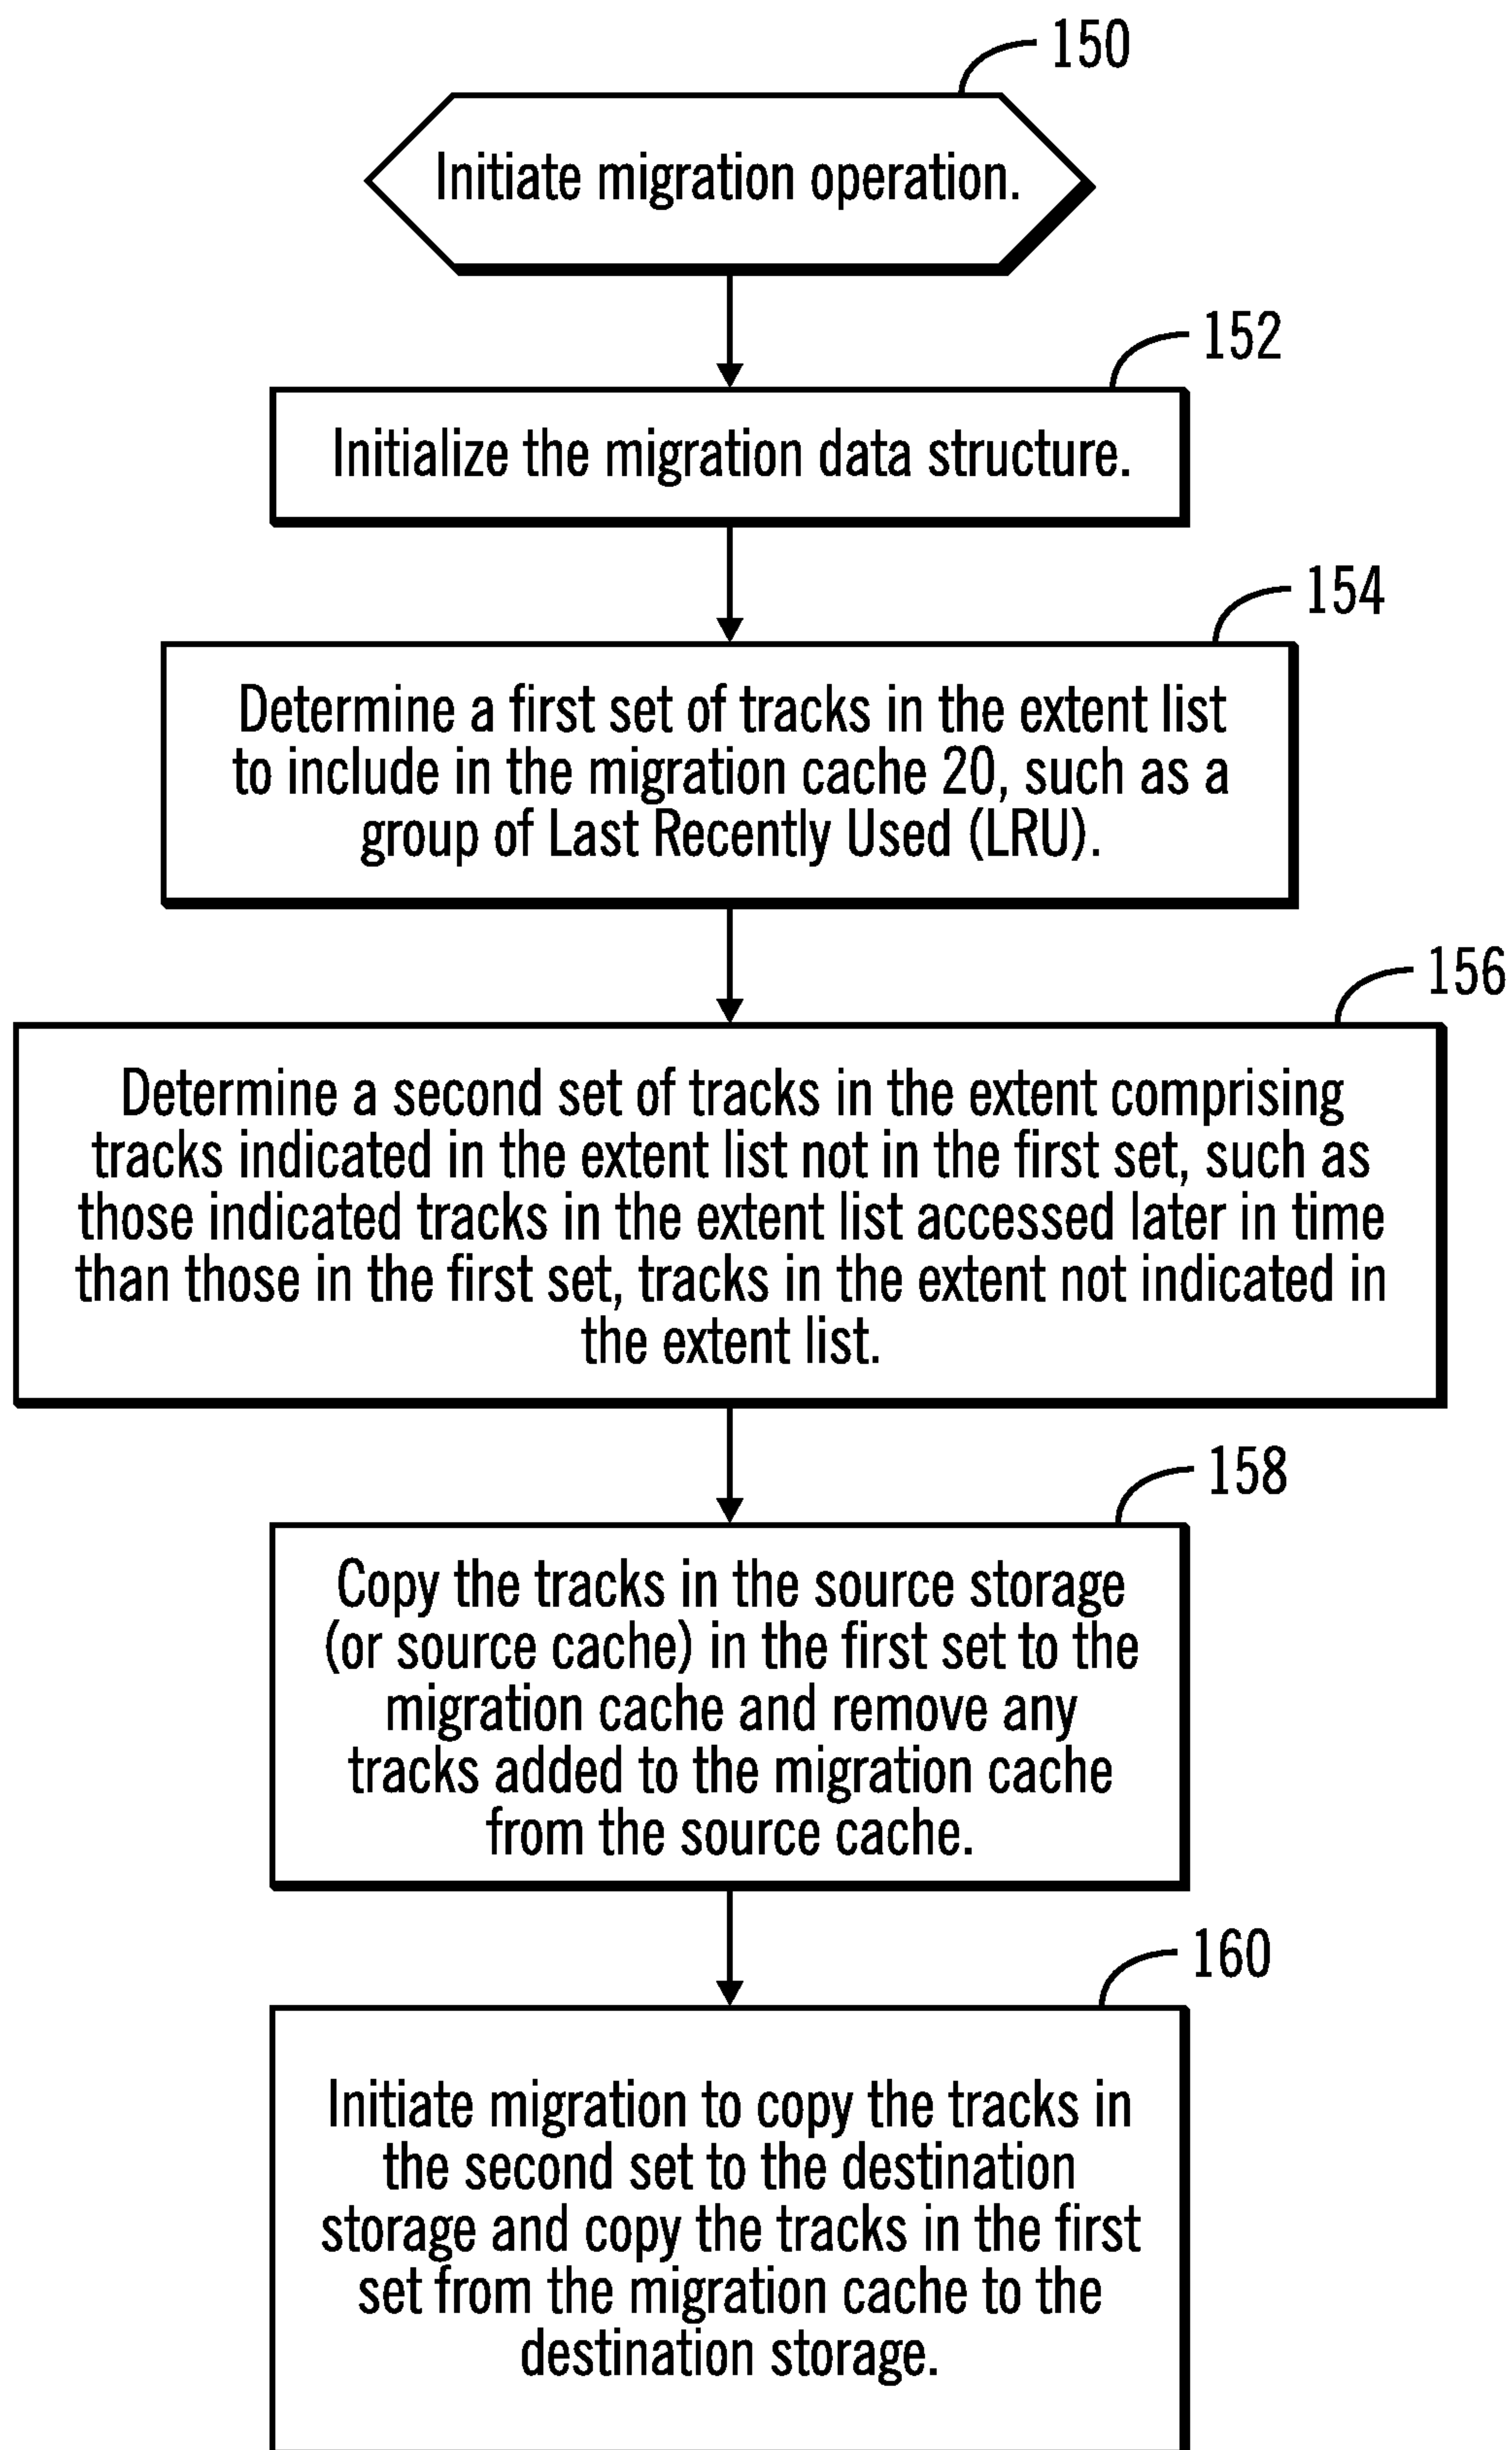 150
Initiate migration operation.
152
Initialize the migration data structure.
154
Determine a first set of tracks in the extent list
to include in the migration cache 20, such as a
group of Last Recently Used (LRU).
156
Determine a second set of tracks in the extent comprising
tracks indicated in the extent list not in the first set, such as
those indicated tracks in the extent list accessed later in time
than those in the first set, tracks in the extent not indicated in
the extent list.
158
Copy the tracks in the source storage
(or source cache) in the first set to the
migration cache and remove any
tracks added to the migration cache
from the source cache.
160
Initiate migration to copy the tracks in
the second set to the destination
storage and copy the tracks in the first
set from the migration cache to the
destination storage.